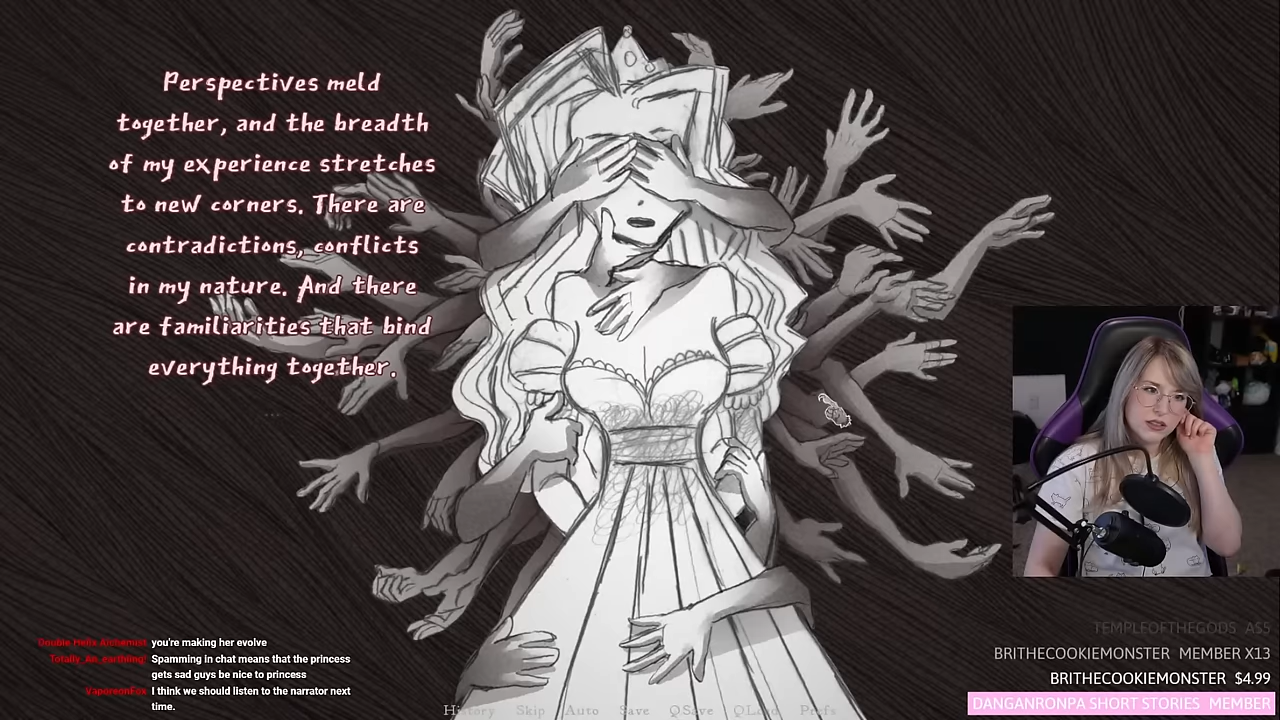 Perspectives meld
together, and the breadth
of my experience stretches
to new corners. There are
contradictions, conflicts
in my nature. And there
are familiarities that bind
everything together.
Double Helix Alchemist you're making her evolve
Totally_An_earthling! Spamming in chat means that the princess
gets sad guys be nice to princess
VaporeonFox I think we should listen to the narrator next
time.
History Skip Auto Save QSave QLoad Prefs
TEMPLEOFTHEGODS A$5
BRITHECOOKIEMONSTER MEMBER X13
BRITHECOOKIEMONSTER $4.99
DANGANRONPA SHORT STORIES MEMBER